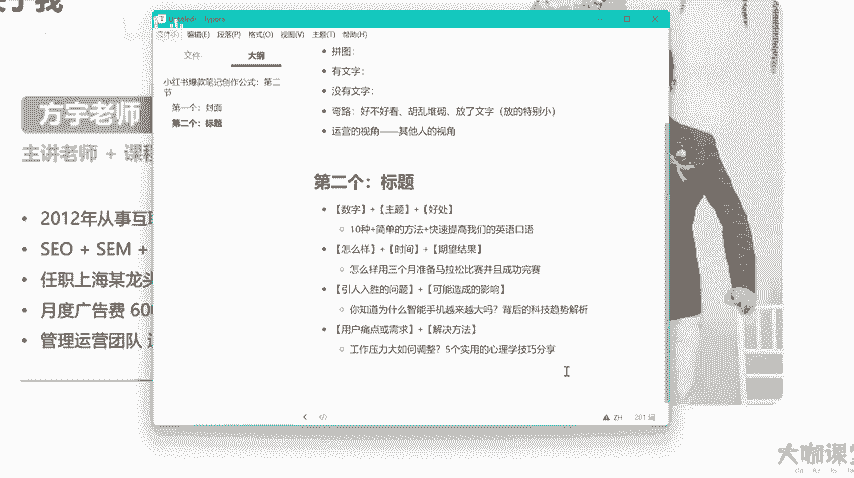 Typora
编辑(E) 段落(P) 格式(O) 视图(V) 主题(T) 帮助(H)
文件
大纲
小红书爆款笔记创作公式：第二
节
第一个：封面
第二个：标题
拼图：
有文字：
没有文字：
弯路：好不好看、胡乱堆砌、放了文字（放的特别小）
运营的视角——其他人的视角
第二个：标题
【数字】+【主题】+【好处】
10种+简单的方法+快速提高我们的英语口语
【怎么样】+【时间】+【期望结果】
怎么样用三个月准备马拉松比赛并且成功完赛
【引人入胜的问题】+【可能造成的影响】
你知道为什么智能手机越来越大吗？背后的科技趋势解析
【用户痛点或需求】+【解决方法】
工作压力大如何调整？5个实用的心理学技巧分享
ZH
201 词
方宇老师
主讲老师 + 课程
2012年从事互联
SEO + SEM +
任职上海某龙头
月度广告费 600
管理运营团队
大咖课堂